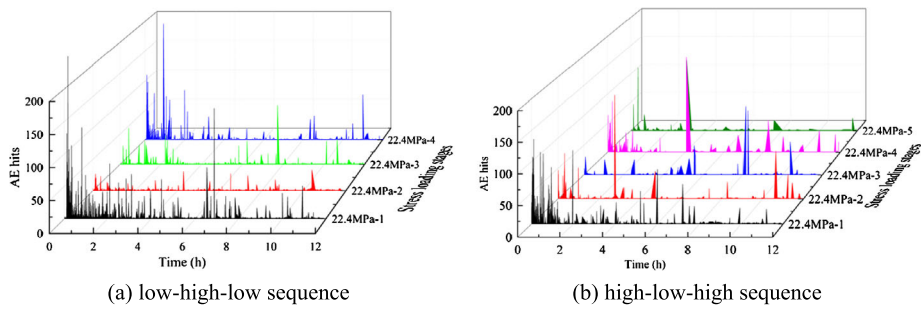 200
150
100
50
0
AE hits
0 2 4 6 8 10 12
Time (h)
22.4MPa-4
22.4MPa-3
22.4MPa-2
22.4MPa-1
Stress loading stages
(a) low-high-low sequence
200
150
100
50
0
AE hits
0 2 4 6 8 10 12
Time (h)
22.4MPa-5
22.4MPa-4
22.4MPa-3
22.4MPa-2
22.4MPa-1
Stress loading stages
(b) high-low-high sequence